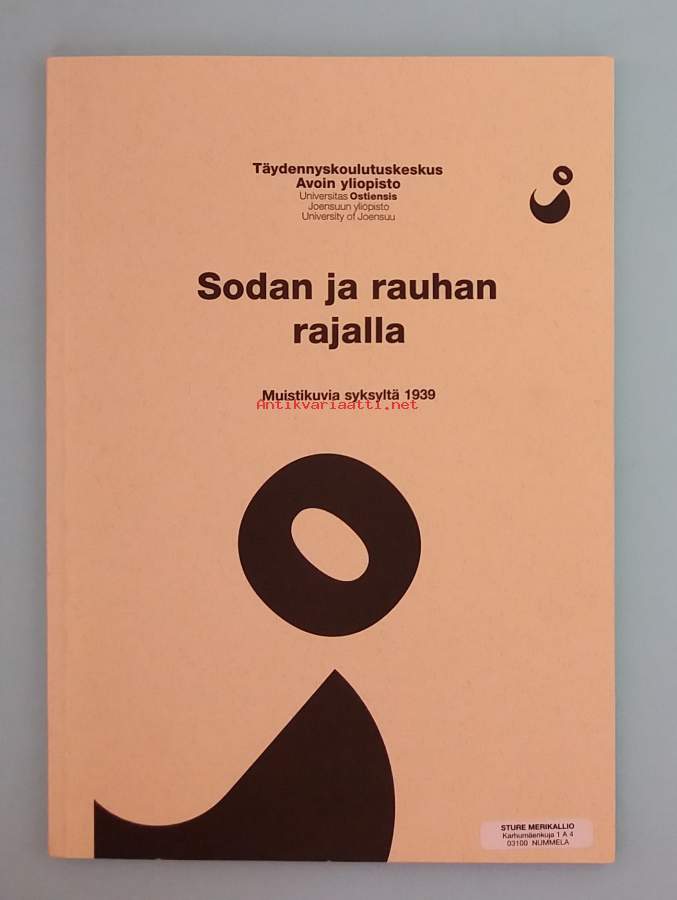 Täydennyskoulutuskeskus
Avoin yliopisto
Universitas Ostiensis
Joensuun yliopisto
University of Joensuu
Sodan ja rauhan
rajalla
Muistikuvia syksyltä 1939
Antikvariaatti.net
STURE MERIKALLIO
Karhumäenkuja 1 A 4
03100 NUMMELA